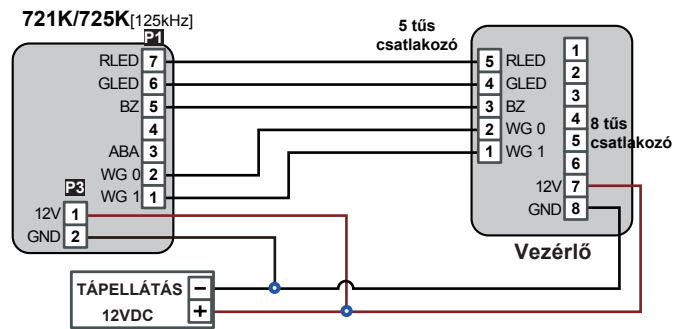 721K/725K[125kHz]
P1
RLED 7
GLED 6
BZ 5
4
ABA 3
WG 0 2
WG 1 1
P3
12V 1
GND 2
5 tűs
csatlakozó
5 RLED
4 GLED
3 BZ
2 WG 0
1 WG 1
1
2
3
4
5
6
12V 7
GND 8
8 tűs
csatlakozó
Vezérlő
TÁPELLÁTÁS −
12VDC +